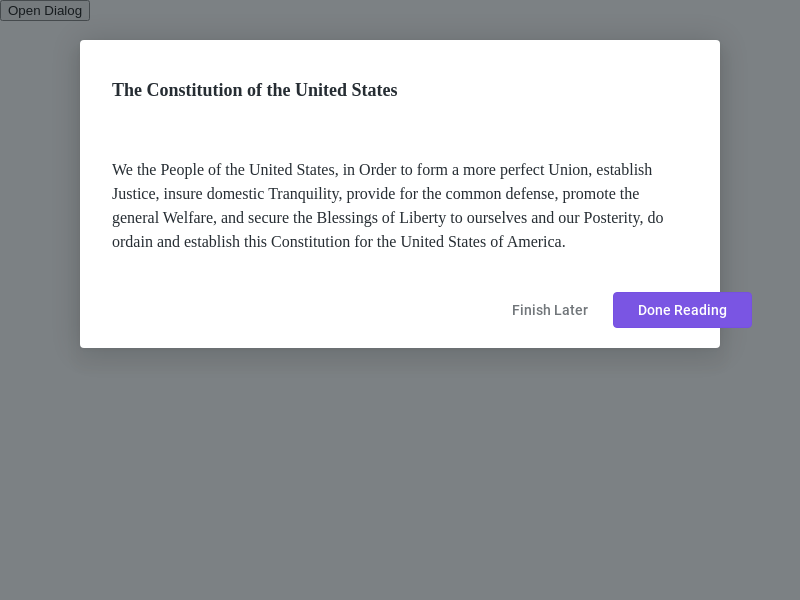 Open Dialog
The Constitution of the United States
We the People of the United States, in Order to form a more perfect Union, establish
Justice, insure domestic Tranquility, provide for the common defense, promote the
general Welfare, and secure the Blessings of Liberty to ourselves and our Posterity, do
ordain and establish this Constitution for the United States of America.
Finish Later
Done Reading